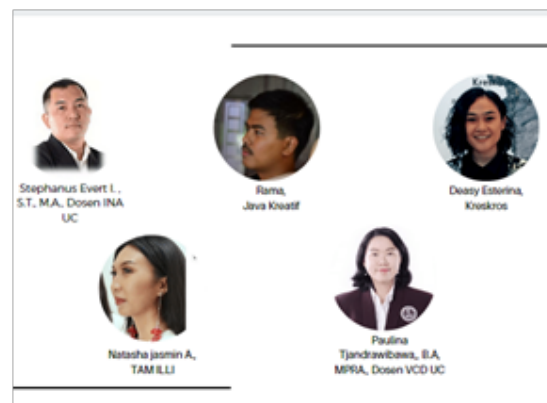 Stephanus Evert I. ,
S.T., M.A., Dosen INA
UC
Rama,
Java Kreatif
Deasy Esterina,
Kreskros
Natasha jasmin A.,
TAM ILLI
Paulina
Tjandrawibawa,, B.A,
MPRA,, Dosen VCD UC